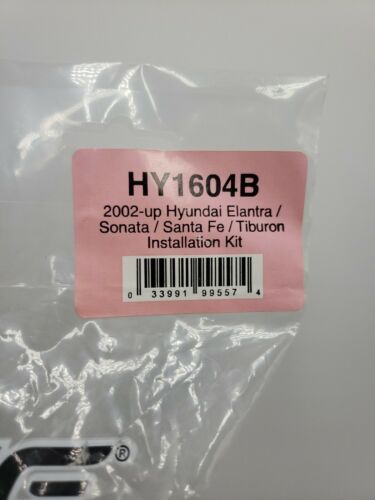 HY1604B
2002-up Hyundai Elantra /
Sonata / Santa Fe / Tiburon
Installation Kit
0 33991 99557 4
®